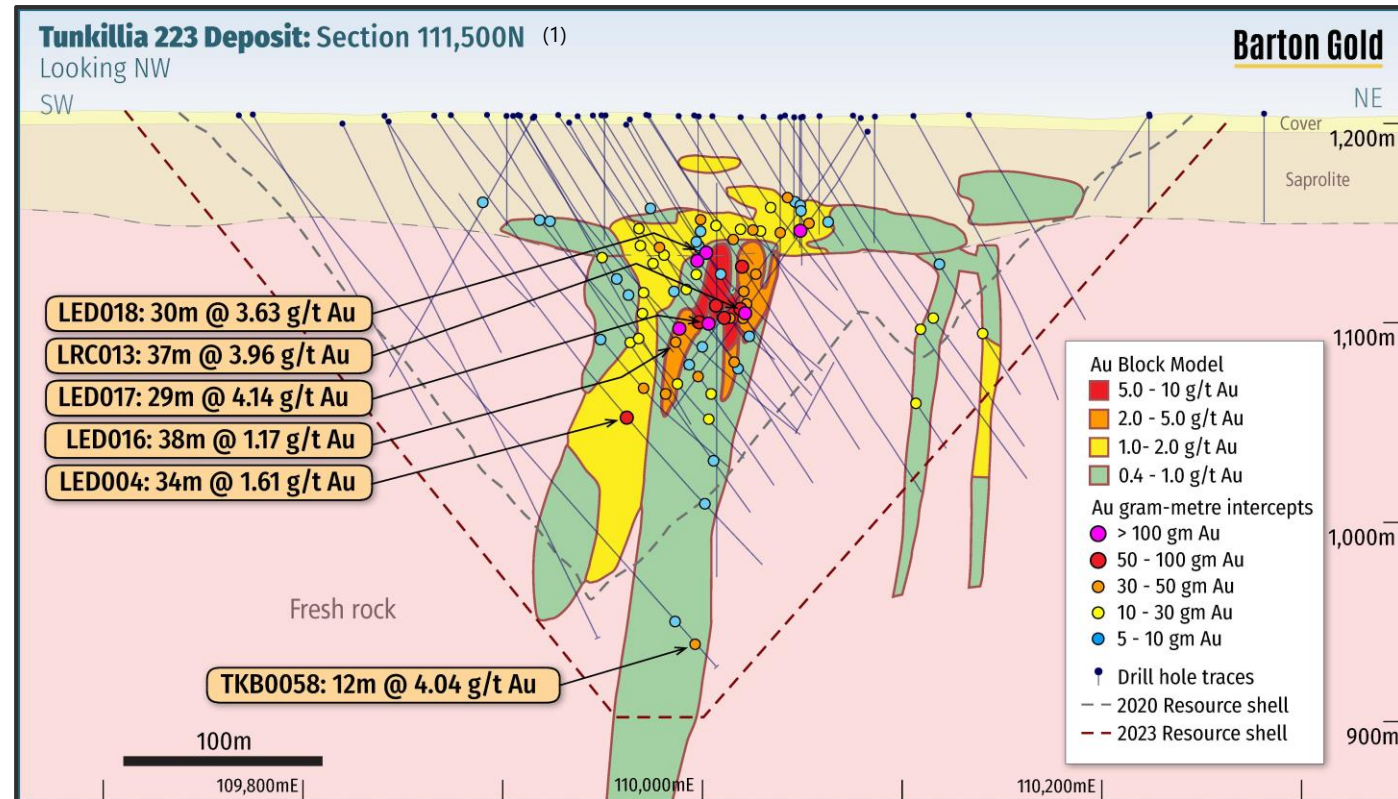 Tunkillia 223 Deposit: Section 111,500N (1)
Barton Gold
Looking NW
SW
NE
Cover
1,200m
Saprolite
LED018: 30m @ 3.63 g/t Au
1,100m
LRC013: 37m @ 3.96 g/t Au
LED017: 29m @ 4.14 g/t Au
LED016: 38m @ 1.17 g/t Au
LED004: 34m @ 1.61 g/t Au
Au Block Model
5.0 - 10 g/t Au
2.0 - 5.0 g/t Au
1.0- 2.0 g/t Au
0.4 - 1.0 g/t Au
Au gram-metre intercepts
> 100 gm Au
50 - 100 gm Au
30 - 50 gm Au
10 - 30 gm Au
5 - 10 gm Au
Drill hole traces
2020 Resource shell
2023 Resource shell
1,000m
Fresh rock
TKB0058: 12m @ 4.04 g/t Au
900m
100m
109,800mE
110,000mE
110,200mE